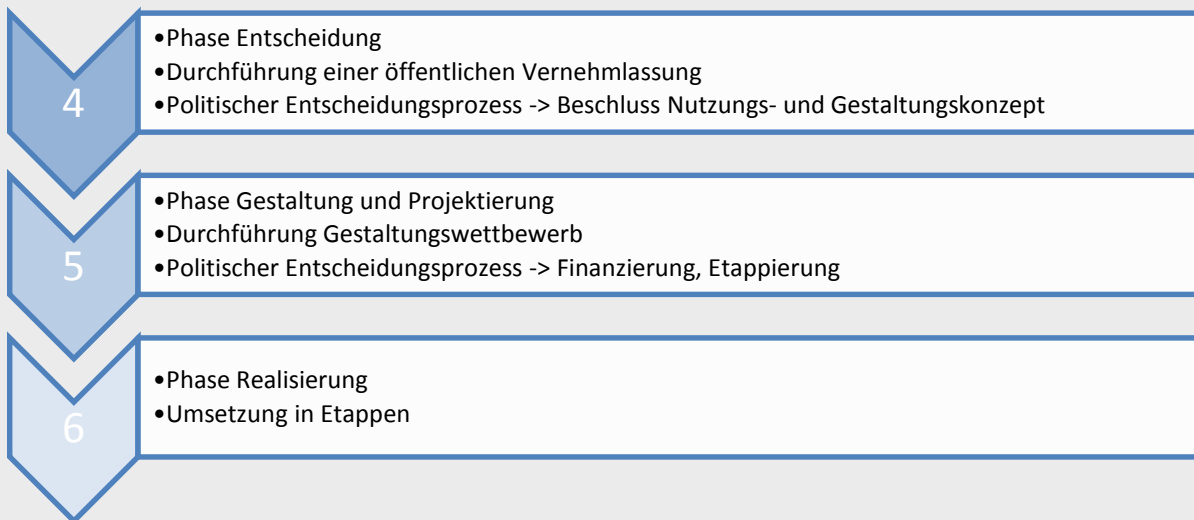 4
•Phase Entscheidung
•Durchführung einer öffentlichen Vernehmlassung
•Politischer Entscheidungsprozess -> Beschluss Nutzungs- und Gestaltungskonzept
5
•Phase Gestaltung und Projektierung
•Durchführung Gestaltungswettbewerb
•Politischer Entscheidungsprozess -> Finanzierung, Etappierung
6
•Phase Realisierung
•Umsetzung in Etappen